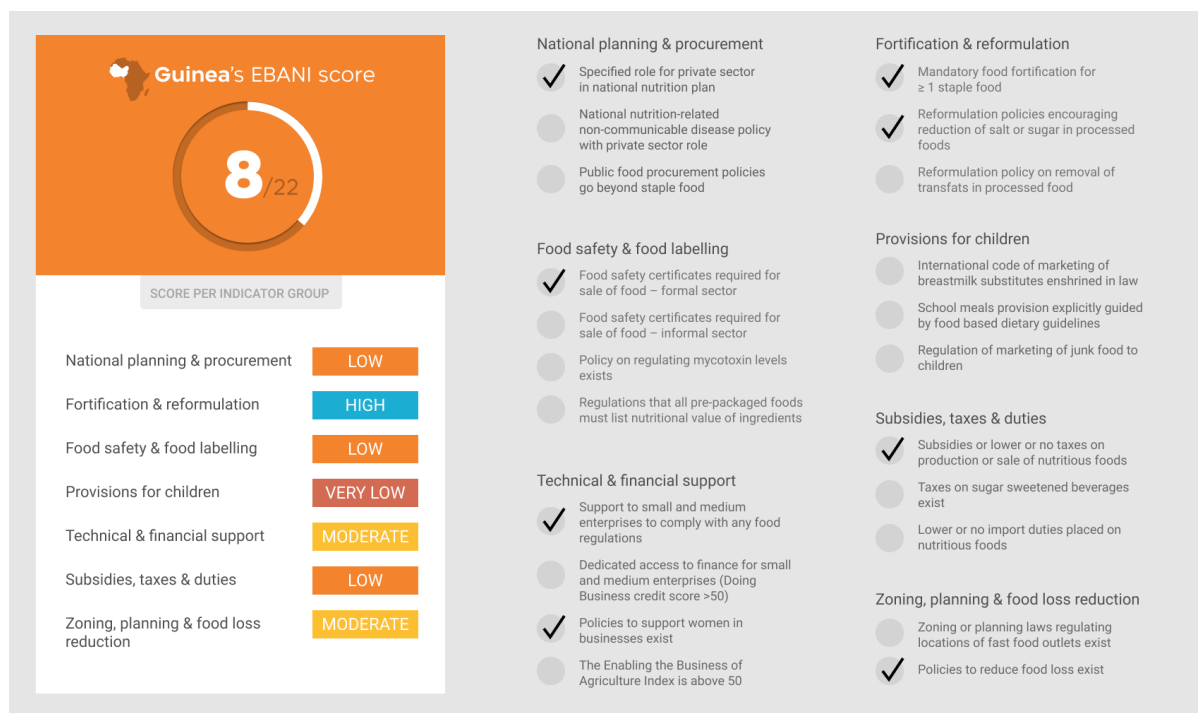 Guinea's EBANI score
8/22
SCORE PER INDICATOR GROUP
National planning & procurement
LOW
Fortification & reformulation
HIGH
Food safety & food labelling
LOW
Provisions for children
VERY LOW
Technical & financial support
MODERATE
Subsidies, taxes & duties
LOW
Zoning, planning & food loss
reduction
MODERATE
National planning & procurement
Specified role for private sector
in national nutrition plan
National nutrition-related
non-communicable disease policy
with private sector role
Public food procurement policies
go beyond staple food
Food safety & food labelling
Food safety certificates required for
sale of food – formal sector
Food safety certificates required for
sale of food – informal sector
Policy on regulating mycotoxin levels
exists
Regulations that all pre-packaged foods
must list nutritional value of ingredients
Technical & financial support
Support to small and medium
enterprises to comply with any food
regulations
Dedicated access to finance for small
and medium enterprises (Doing
Business credit score >50)
Policies to support women in
businesses exist
The Enabling the Business of
Agriculture Index is above 50
Fortification & reformulation
Mandatory food fortification for
≥ 1 staple food
Reformulation policies encouraging
reduction of salt or sugar in processed
foods
Reformulation policy on removal of
transfats in processed food
Provisions for children
International code of marketing of
breastmilk substitutes enshrined in law
School meals provision explicitly guided
by food based dietary guidelines
Regulation of marketing of junk food to
children
Subsidies, taxes & duties
Subsidies or lower or no taxes on
production or sale of nutritious foods
Taxes on sugar sweetened beverages
exist
Lower or no import duties placed on
nutritious foods
Zoning, planning & food loss reduction
Zoning or planning laws regulating
locations of fast food outlets exist
Policies to reduce food loss exist